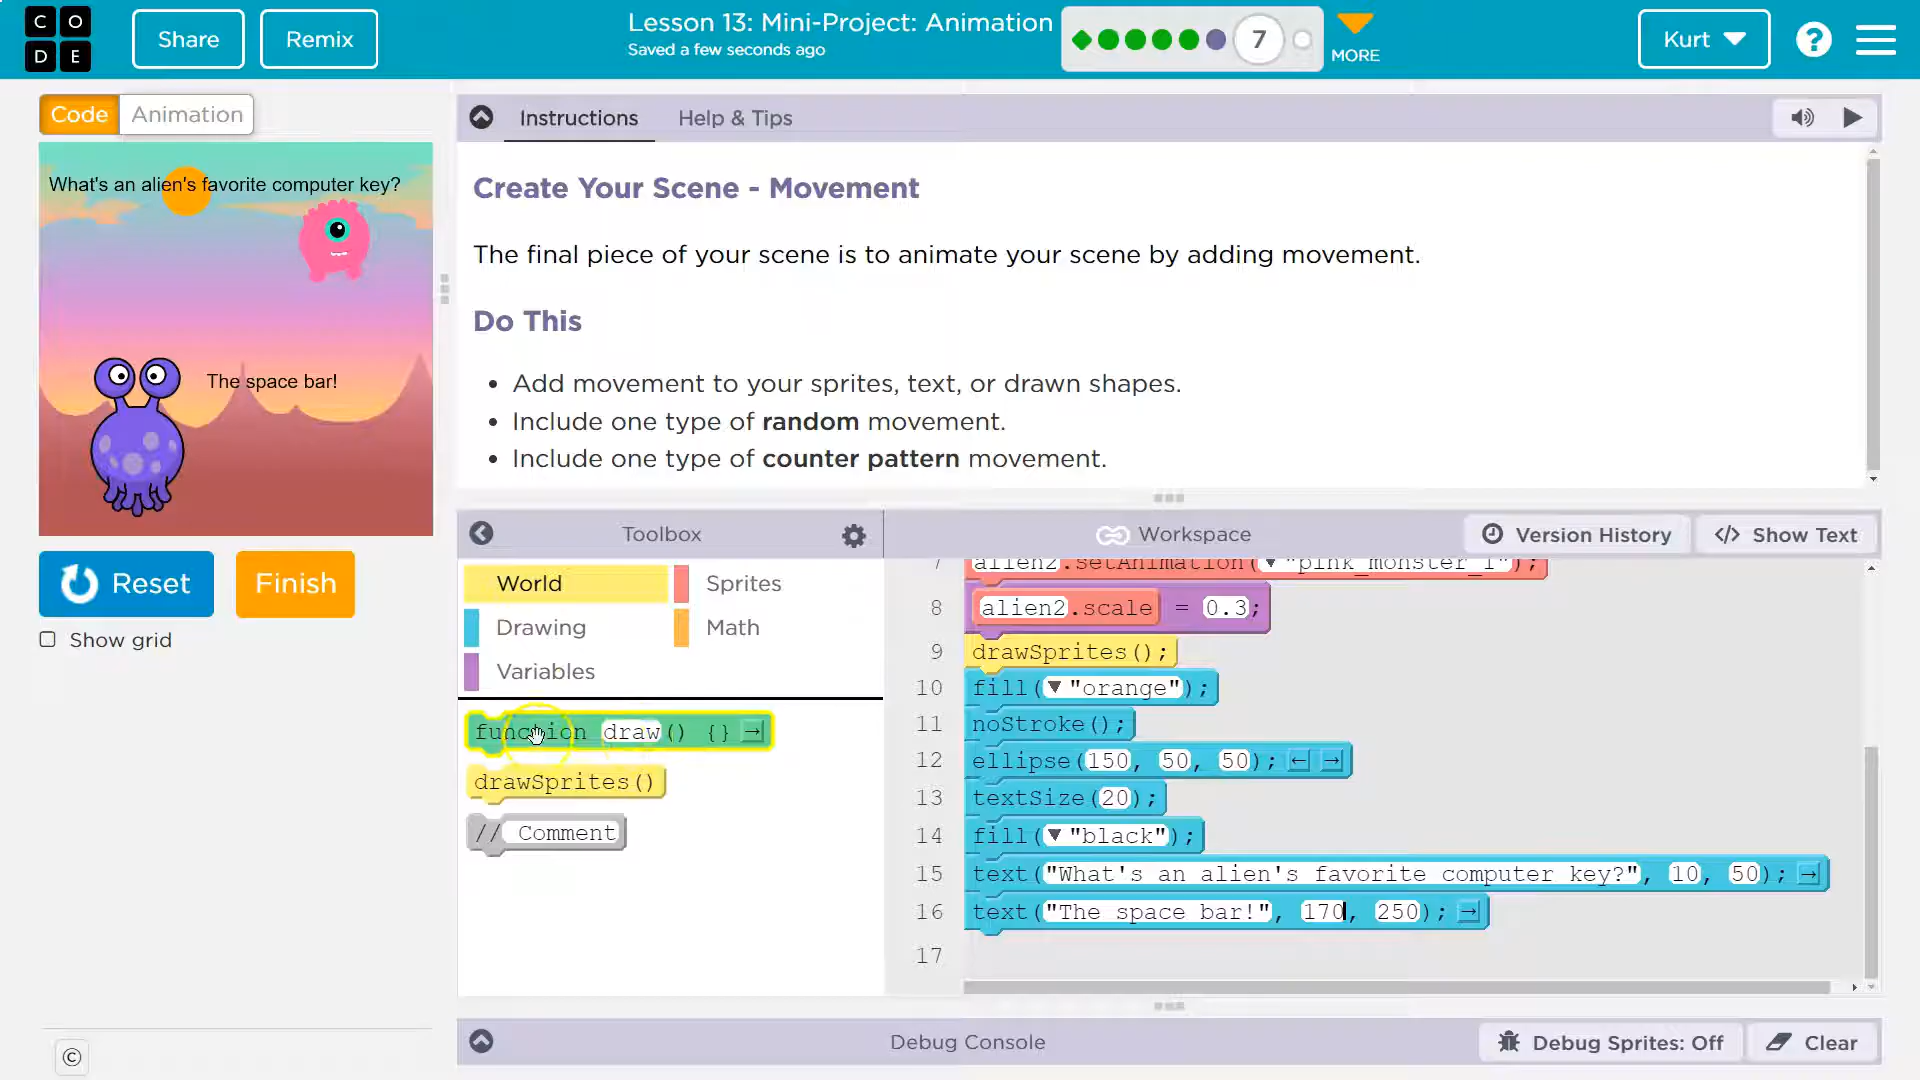 CODE
Share
Remix
Lesson 13: Mini-Project: Animation
Saved a few seconds ago
7
MORE
Kurt
?
Code
Animation
What's an alien's favorite computer key?
The space bar!
Reset
Finish
Show grid
©
Instructions
Help & Tips
Create Your Scene - Movement
The final piece of your scene is to animate your scene by adding movement.
Do This
Add movement to your sprites, text, or drawn shapes.
Include one type of random movement.
Include one type of counter pattern movement.
Toolbox
World
Sprites
Drawing
Math
Variables
function draw() {} →
drawSprites()
// Comment
Workspace
Version History
</> Show Text
7 alien2.setAnimation(▼"pink_monster_1");
8 alien2.scale = 0.3;
9 drawSprites();
10 fill(▼"orange");
11 noStroke();
12 ellipse(150, 50, 50); ← →
13 textSize(20);
14 fill(▼"black");
15 text("What's an alien's favorite computer key?", 10, 50); →
16 text("The space bar!", 170, 250); →
17
Debug Console
Debug Sprites: Off
Clear